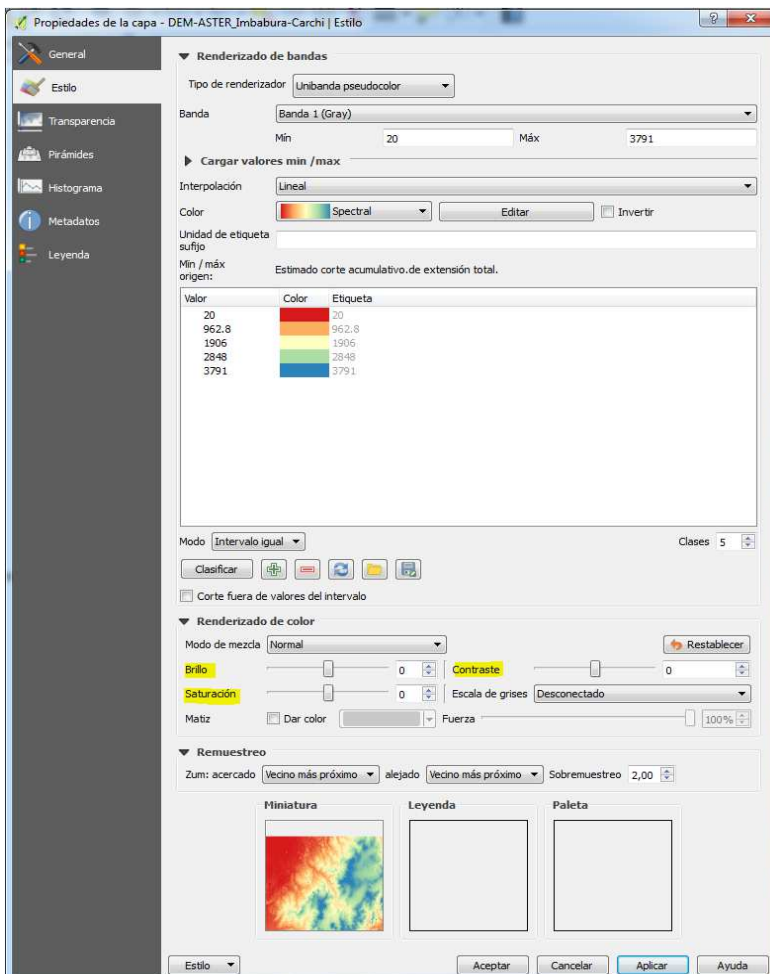 Propiedades de la capa - DEM-ASTER_Imbabura-Carchi | Estilo
General
Estilo
Transparencia
Pirámides
Histograma
Metadatos
Leyenda
Renderizado de bandas
Tipo de renderizador Unibanda pseudocolor
Banda Banda 1 (Gray)
Mín 20 Máx 3791
Cargar valores min /max
Interpolación Lineal
Color Spectral Editar Invertir
Unidad de etiqueta
sufijo
Min / máx
origen: Estimado corte acumulativo.de extensión total.
Valor Color Etiqueta
20 20
962.8 962.8
1906 1906
2848 2848
3791 3791
Modo Intervalo igual Clases 5
Clasificar
Corte fuera de valores del intervalo
Renderizado de color
Modo de mezcla Normal Restablecer
Brillo 0 Contraste 0
Saturación 0 Escala de grises Desconectado
Matiz Dar color Fuerza 100%
Remuestreo
Zum: acercado Vecino más próximo alejado Vecino más próximo Sobremuestreo 2,00
Miniatura Leyenda Paleta
Estilo Aceptar Cancelar Aplicar Ayuda